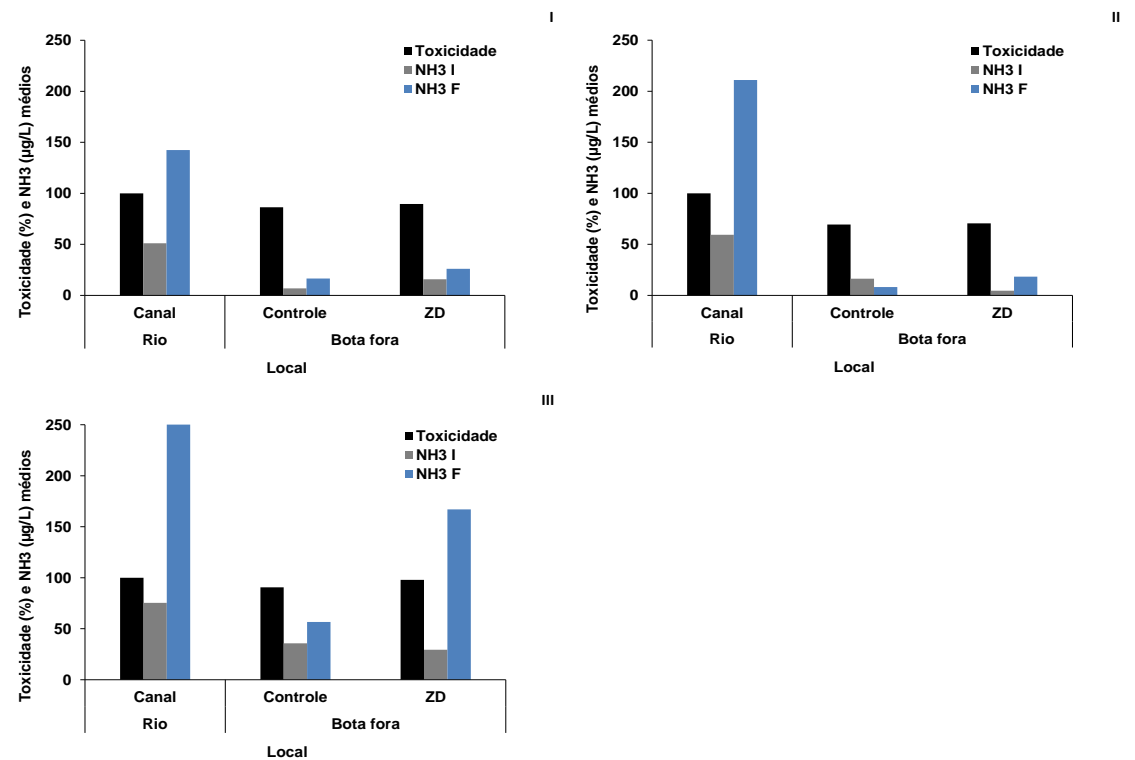 I
Toxicidade (%) e NH3 (µg/L) médios
250
200
150
100
50
0
Toxicidade
NH3 I
NH3 F
Canal
Controle
ZD
Rio
Bota fora
Local
II
Toxicidade (%) e NH3 (µg/L) médios
250
200
150
100
50
0
Toxicidade
NH3 I
NH3 F
Canal
Controle
ZD
Rio
Bota fora
Local
III
Toxicidade (%) e NH3 (µg/L) médios
250
200
150
100
50
0
Toxicidade
NH3 I
NH3 F
Canal
Controle
ZD
Rio
Bota fora
Local